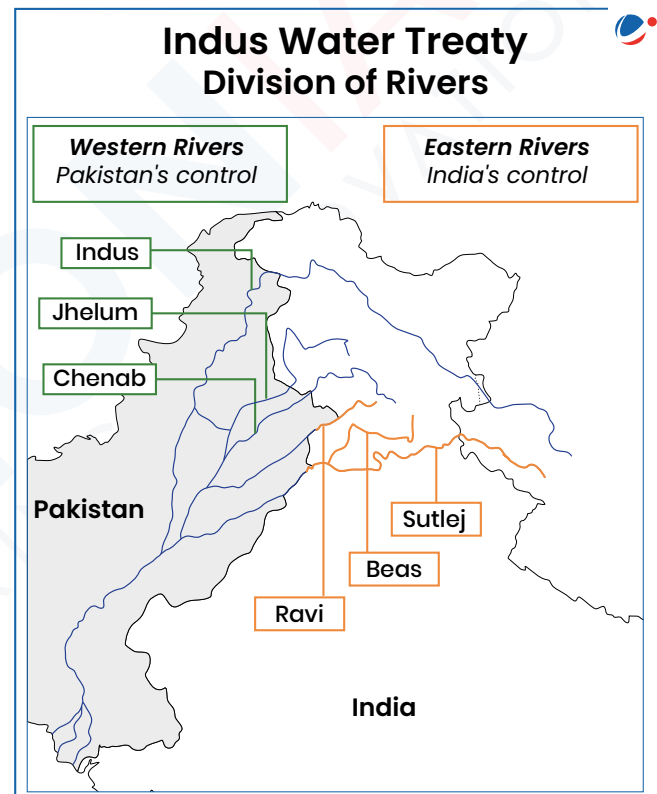 Indus Water Treaty
Division of Rivers
Western Rivers
Pakistan's control
Eastern Rivers
India's control
Indus
Jhelum
Chenab
Pakistan
Sutlej
Beas
Ravi
India